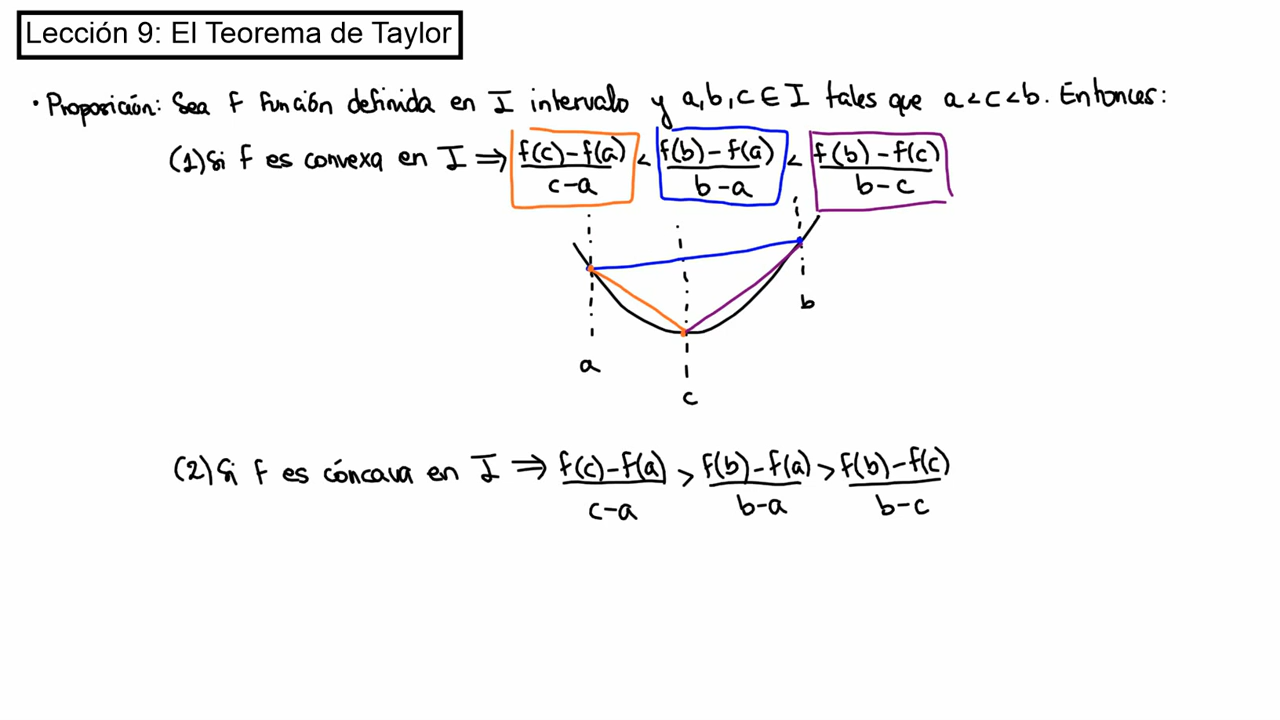 Lección 9: El Teorema de Taylor
• Proposición: Sea f función definida en I intervalo y a,b,c ∈ I tales que a<c<b. Entonces:
(1) Si f es convexa en I ⇒ f(c)-f(a)/c-a < f(b)-f(a)/b-a < f(b)-f(c)/b-c
b
a
c
(2) Si f es cóncava en I ⇒ f(c)-f(a)/c-a > f(b)-f(a)/b-a > f(b)-f(c)/b-c